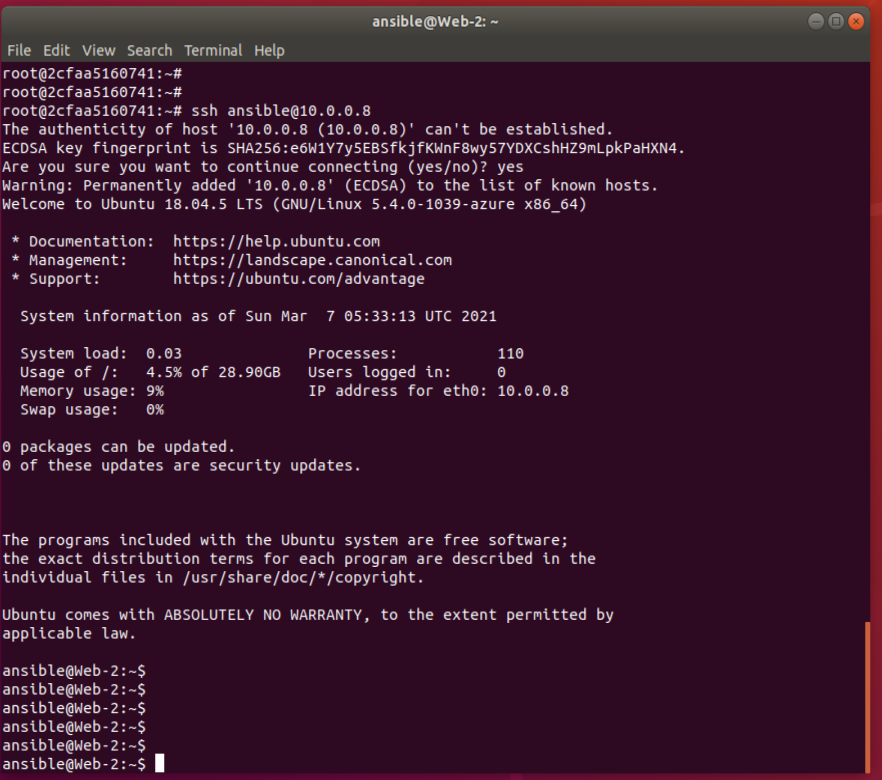 ansible@Web-2: ~
File Edit View Search Terminal Help
root@2cfaa5160741:~#
root@2cfaa5160741:~#
root@2cfaa5160741:~# ssh ansible@10.0.0.8
The authenticity of host '10.0.0.8 (10.0.0.8)' can't be established.
ECDSA key fingerprint is SHA256:e6W1Y7y5EBSfkjfKWnF8wy57YDXCshHZ9mLpkPaHXN4.
Are you sure you want to continue connecting (yes/no)? yes
Warning: Permanently added '10.0.0.8' (ECDSA) to the list of known hosts.
Welcome to Ubuntu 18.04.5 LTS (GNU/Linux 5.4.0-1039-azure x86_64)
* Documentation: https://help.ubuntu.com
* Management: https://landscape.canonical.com
* Support: https://ubuntu.com/advantage
System information as of Sun Mar 7 05:33:13 UTC 2021
System load: 0.03 Processes: 110
Usage of /: 4.5% of 28.90GB Users logged in: 0
Memory usage: 9% IP address for eth0: 10.0.0.8
Swap usage: 0%
0 packages can be updated.
0 of these updates are security updates.
The programs included with the Ubuntu system are free software;
the exact distribution terms for each program are described in the
individual files in /usr/share/doc/*/copyright.
Ubuntu comes with ABSOLUTELY NO WARRANTY, to the extent permitted by
applicable law.
ansible@Web-2:~$
ansible@Web-2:~$
ansible@Web-2:~$
ansible@Web-2:~$
ansible@Web-2:~$
ansible@Web-2:~$